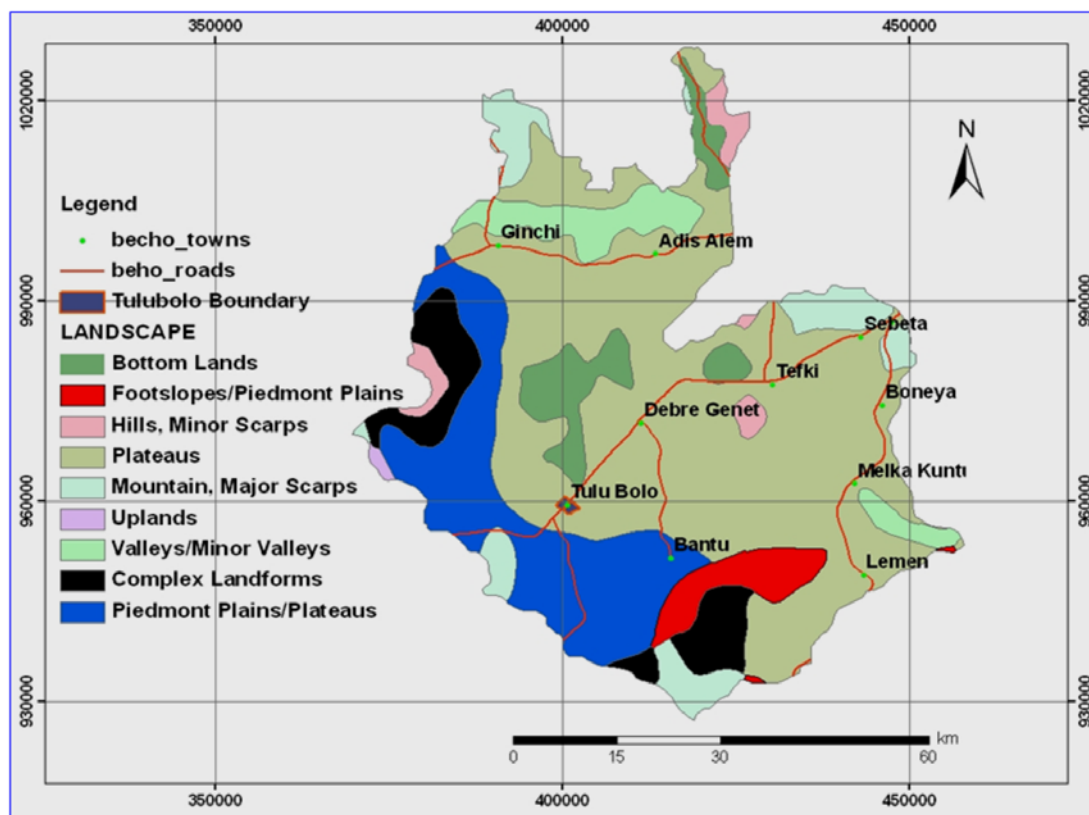 350000
400000
450000
1020000
1020000
N
Legend
becho_towns
beho_roads
Tulubolo Boundary
LANDSCAPE
Bottom Lands
Footslopes/Piedmont Plains
Hills, Minor Scarps
Plateaus
Mountain, Major Scarps
Uplands
Valleys/Minor Valleys
Complex Landforms
Piedmont Plains/Plateaus
Ginchi
Adis Alem
990000
990000
Sebeta
Tefki
Boneya
Debre Genet
Melka Kuntu
Tulu Bolo
960000
960000
Bantu
Lemen
930000
930000
km
0
15
30
60
350000
400000
450000